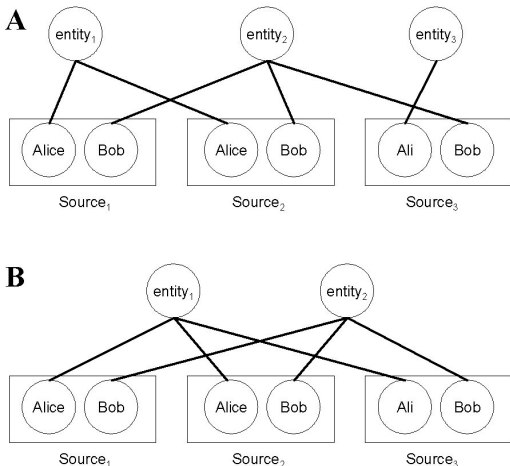 A
entity₁ entity₂ entity₃
Alice Bob Alice Bob Ali Bob
Source₁ Source₂ Source₃
B
entity₁ entity₂
Alice Bob Alice Bob Ali Bob
Source₁ Source₂ Source₃